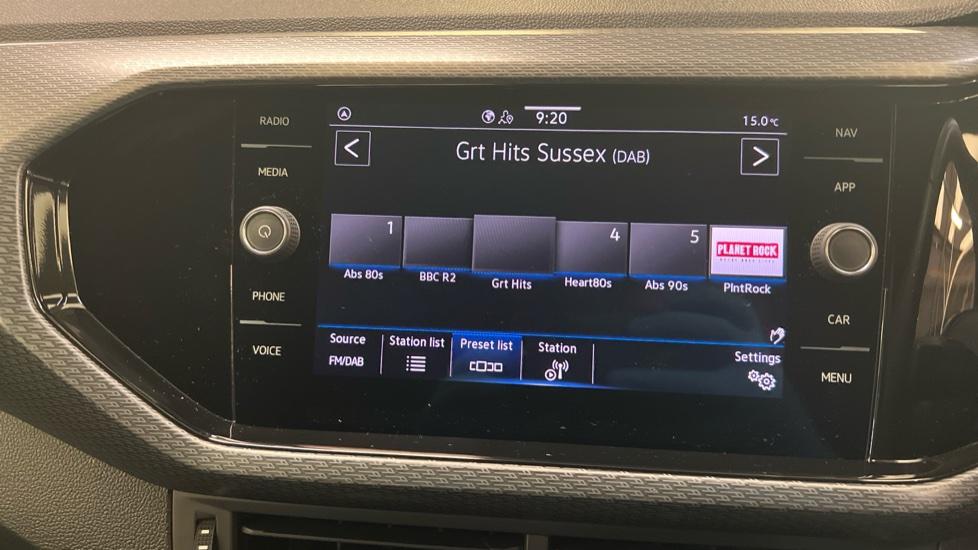 RADIO
MEDIA
PHONE
VOICE
9:20
15.0°C
< Grt Hits Sussex (DAB) >
1
4
5
PLANET ROCK
Abs 80s
BBC R2
Grt Hits
Heart80s
Abs 90s
PlntRock
Source
Station list
Preset list
Station
Settings
FM/DAB
NAV
APP
CAR
MENU